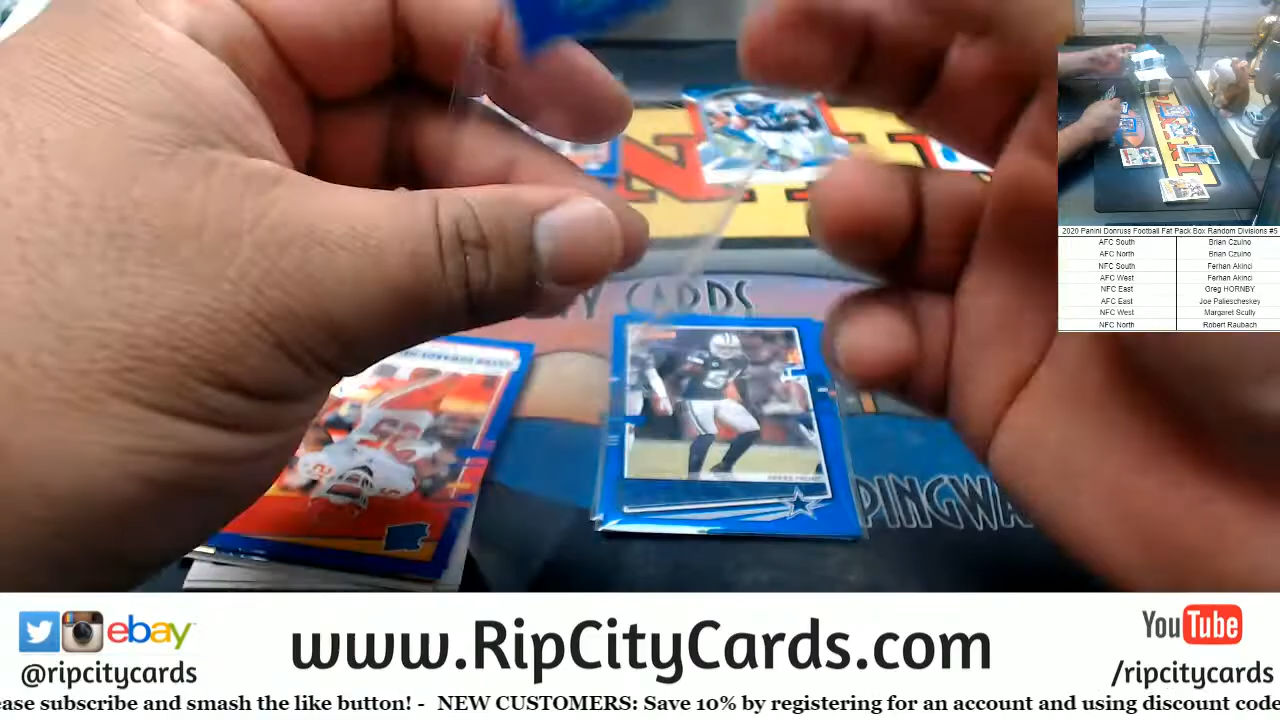 2020 Panini Donruss Football Fat Pack Box Random Divisions #5
AFC South Brian Czuino
AFC North Brian Czuino
NFC South Ferhan Akinci
AFC West Ferhan Akinci
NFC East Greg HORNBY
AFC East Joe Paliescheskey
NFC West Margaret Scully
NFC North Robert Raubach
CARDS
PINGWA
ebay
@ripcitycards
www.RipCityCards.com
YouTube
/ripcitycards
ease subscribe and smash the like button! - NEW CUSTOMERS: Save 10% by registering for an account and using discount code